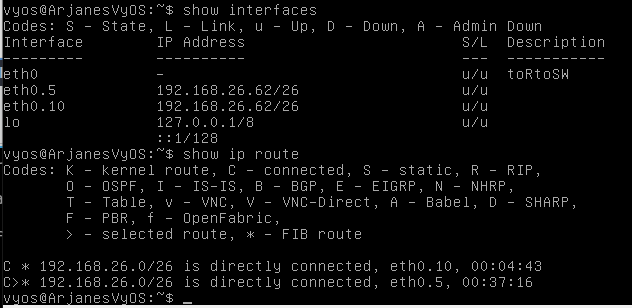 vyos@ArjanesVyOS:~$ show interfaces
Codes: S - State, L - Link, u - Up, D - Down, A - Admin Down
Interface        IP Address                        S/L  Description
---------        ----------                        ---  -----------
eth0             -                                 u/u  toRtoSW
eth0.5           192.168.26.62/26                  u/u
eth0.10          192.168.26.62/26                  u/u
lo               127.0.0.1/8                       u/u
                 ::1/128
vyos@ArjanesVyOS:~$ show ip route
Codes: K - kernel route, C - connected, S - static, R - RIP,
       O - OSPF, I - IS-IS, B - BGP, E - EIGRP, N - NHRP,
       T - Table, v - VNC, V - VNC-Direct, A - Babel, D - SHARP,
       F - PBR, f - OpenFabric,
       > - selected route, * - FIB route
C * 192.168.26.0/26 is directly connected, eth0.10, 00:04:43
C>* 192.168.26.0/26 is directly connected, eth0.5, 00:37:16
vyos@ArjanesVyOS:~$ _